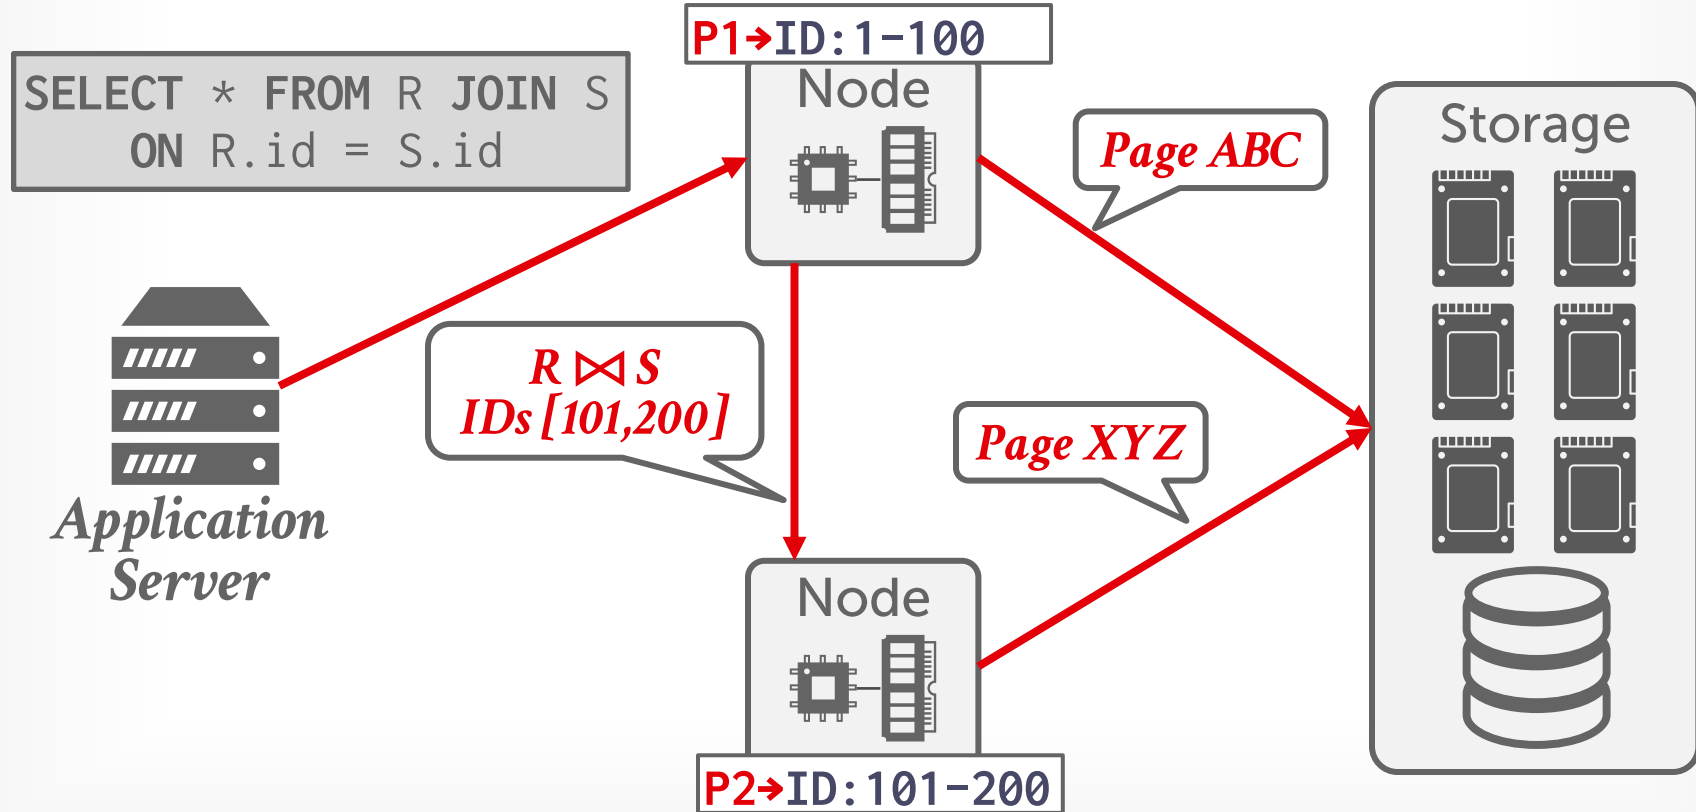 P1→ID:1-100
SELECT * FROM R JOIN S
ON R.id = S.id
Node
Page ABC
Storage
R ⋈ S
IDs [101,200]
Page XYZ
Application
Server
Node
P2→ID:101-200